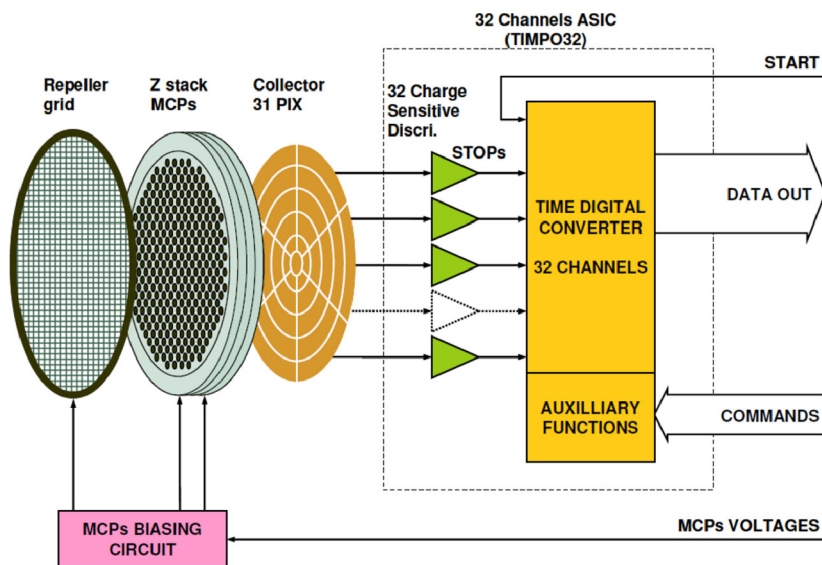 32 Channels ASIC
(TIMPO32)
Repeller
grid
Z stack
MCPs
Collector
31 PIX
32 Charge
Sensitive
Discri.
START
STOPs
TIME DIGITAL
CONVERTER
32 CHANNELS
DATA OUT
AUXILLIARY
FUNCTIONS
COMMANDS
MCPs BIASING
CIRCUIT
MCPs VOLTAGES